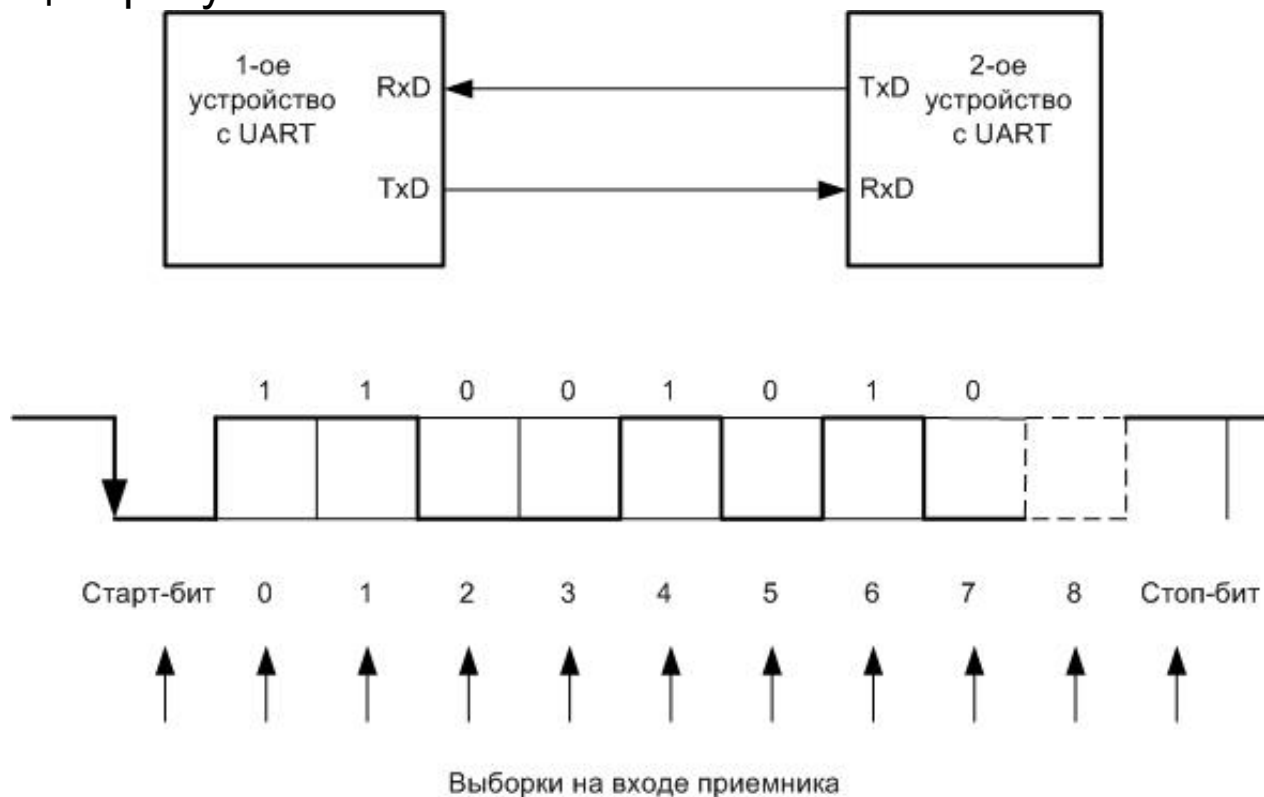 1-ое
устройство
с UART
RxD
TxD
TxD
RxD
2-ое
устройство
с UART
1 1 0 0 1 0 1 0
Старт-бит 0 1 2 3 4 5 6 7 8 Стоп-бит
Выборки на входе приемника